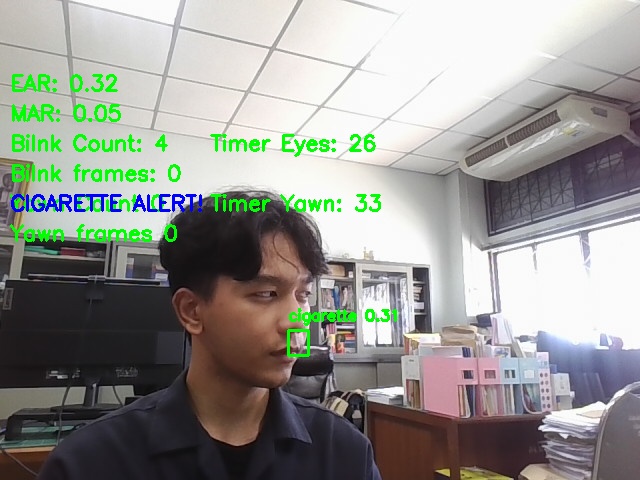 EAR: 0.32
MAR: 0.05
Bilnk Count: 4 Timer Eyes: 26
Bilnk frames: 0
CIGARETTE ALERT! Timer Yawn: 33
Yawn frames 0
cigarette 0.31